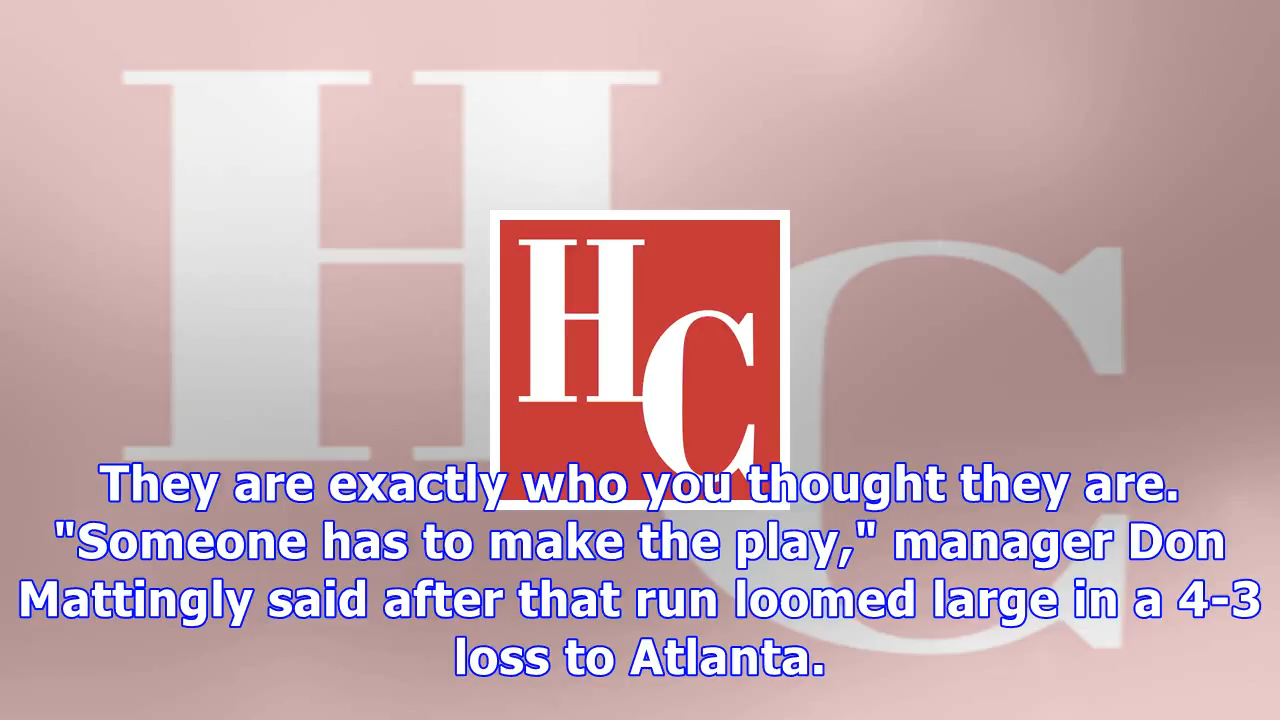 H C
HC
They are exactly who you thought they are.
"Someone has to make the play," manager Don
Mattingly said after that run loomed large in a 4-3
loss to Atlanta.